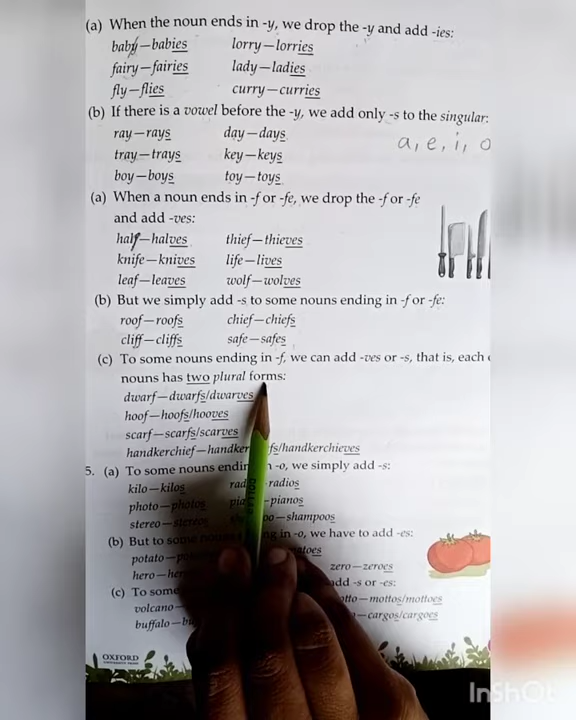 (a) When the noun ends in -y, we drop the -y and add -ies:
baby—babies lorry—lorries
fairy—fairies lady—ladies
fly—flies curry—curries
(b) If there is a vowel before the -y, we add only -s to the singular:
ray—rays day—days
a, e, i, o
tray—trays key—keys
boy—boys toy—toys
(a) When a noun ends in -f or -fe, we drop the -f or -fe
and add -ves:
half—halves thief—thieves
knife—knives life—lives
leaf—leaves wolf—wolves
(b) But we simply add -s to some nouns ending in -f or -fe:
roof—roofs chief—chiefs
cliff—cliffs safe—safes
(c) To some nouns ending in -f, we can add -ves or -s, that is, each
nouns has two plural forms:
dwarf—dwarfs/dwarves
hoof—hoofs/hooves
scarf—scarfs/scarves
handkerchief—handker fs/handkerchieves
5. (a) To some nouns ending in -o, we simply add -s:
kilo—kilos radios
photo—photos pianos
stereo—stereos shampoos
(b) But to some in -o, we have to add -es:
potato— zero—zeroes
hero—
(c) To some add -s or -es:
volcano— mottos/mottoes
buffalo— cargos/cargoes
OXFORD
UNIVERSITY PRESS
InShOt